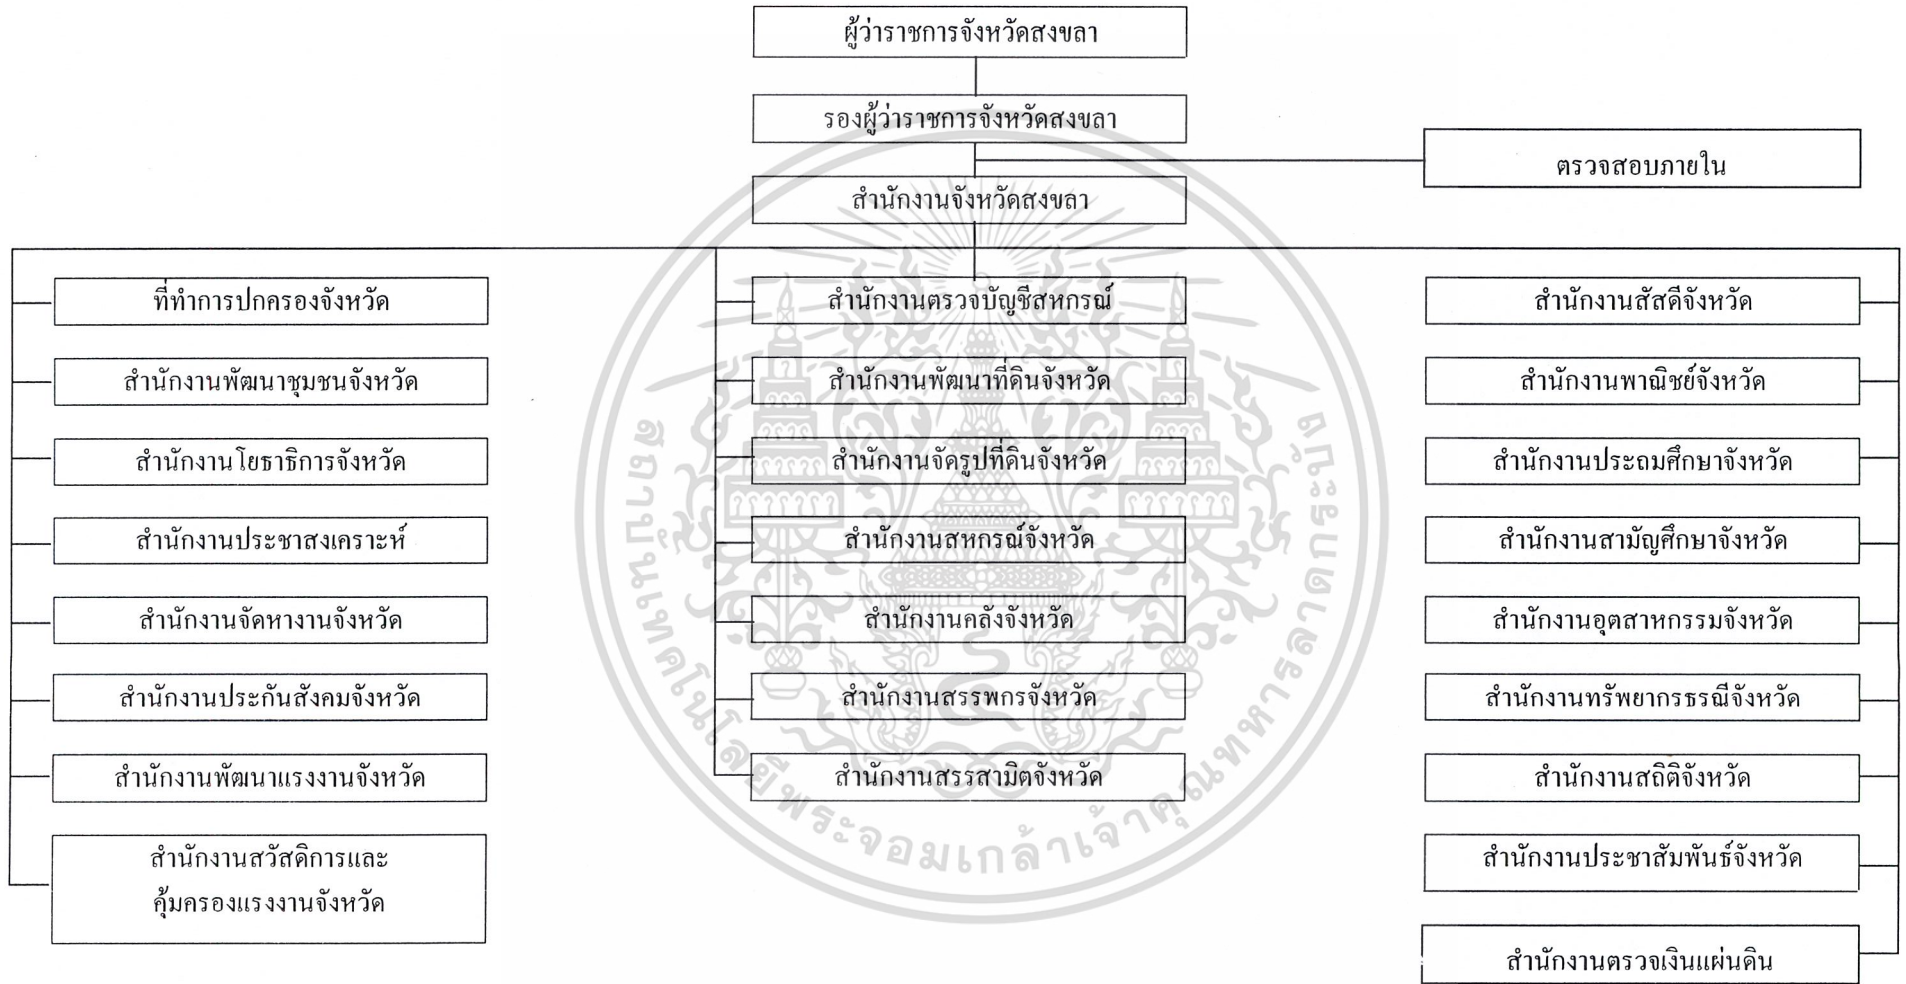 ผู้ว่าราชการจังหวัดสงขลา
รองผู้ว่าราชการจังหวัดสงขลา
ตรวจสอบภายใน
สำนักงานจังหวัดสงขลา
ที่ทำการปกครองจังหวัด
สำนักงานพัฒนาชุมชนจังหวัด
สำนักงานโยธาธิการจังหวัด
สำนักงานประชาสงเคราะห์
สำนักงานจัดหางานจังหวัด
สำนักงานประกันสังคมจังหวัด
สำนักงานพัฒนาแรงงานจังหวัด
สำนักงานสวัสดิการและ
คุ้มครองแรงงานจังหวัด
สำนักงานตรวจบัญชีสหกรณ์
สำนักงานพัฒนาที่ดินจังหวัด
สำนักงานจัดรูปที่ดินจังหวัด
สำนักงานสหกรณ์จังหวัด
สำนักงานคลังจังหวัด
สำนักงานสรรพกรจังหวัด
สำนักงานสรรสามิตจังหวัด
สำนักงานสัสดีจังหวัด
สำนักงานพาณิชย์จังหวัด
สำนักงานประถมศึกษาจังหวัด
สำนักงานสามัญศึกษาจังหวัด
สำนักงานอุตสาหกรรมจังหวัด
สำนักงานทรัพยากรธรณีจังหวัด
สำนักงานสถิติจังหวัด
สำนักงานประชาสัมพันธ์จังหวัด
สำนักงานตรวจเงินแผ่นดิน
สถาบันเทคโนโลยีพระจอมเกล้าเจ้าคุณทหารลาดกระบัง